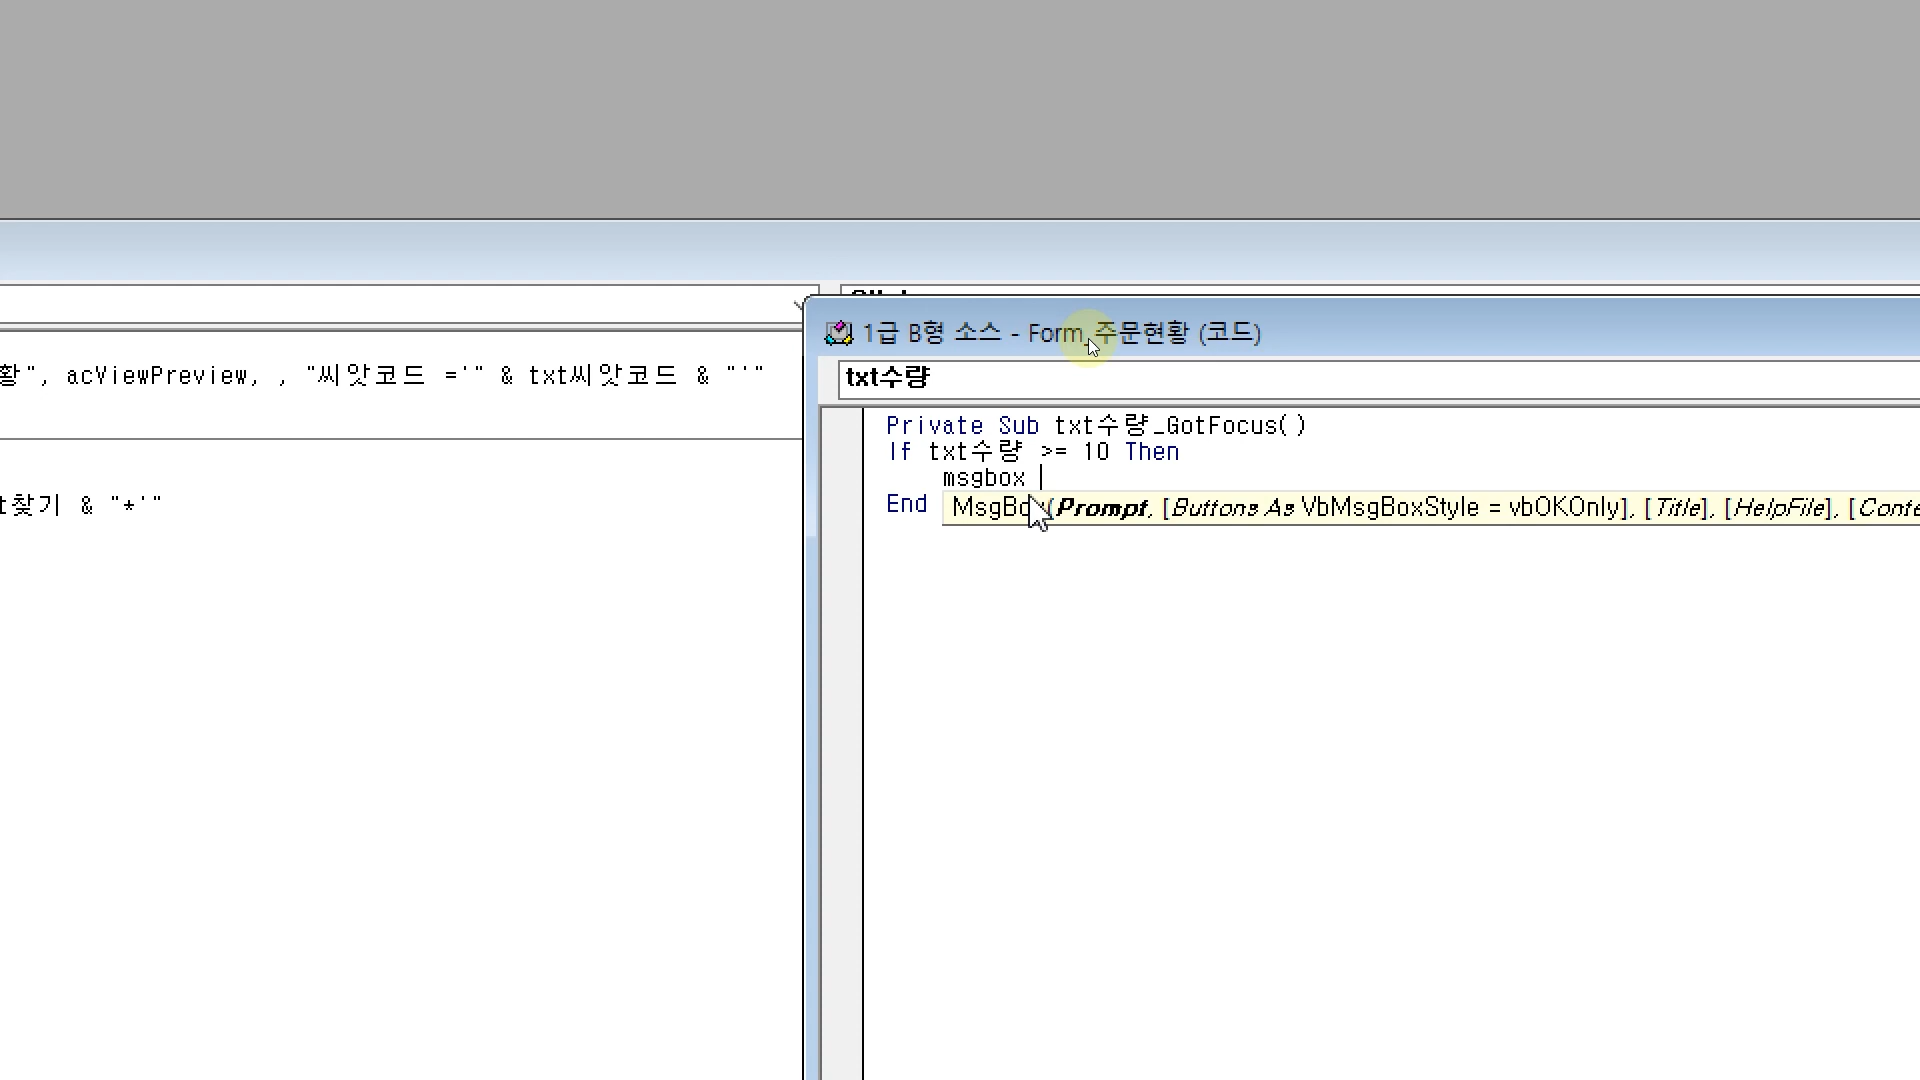 황", acViewPreview, , "씨앗코드 ='" & txt씨앗코드 & "'"
t찾기 & "*'"
1급 B형 소스 - Form_주문현황 (코드)
txt수량
Private Sub txt수량_GotFocus()
If txt수량 >= 10 Then
msgbox
End
MsgBox(Prompt, [Buttons As VbMsgBoxStyle = vbOKOnly], [Title], [HelpFile], [Conte